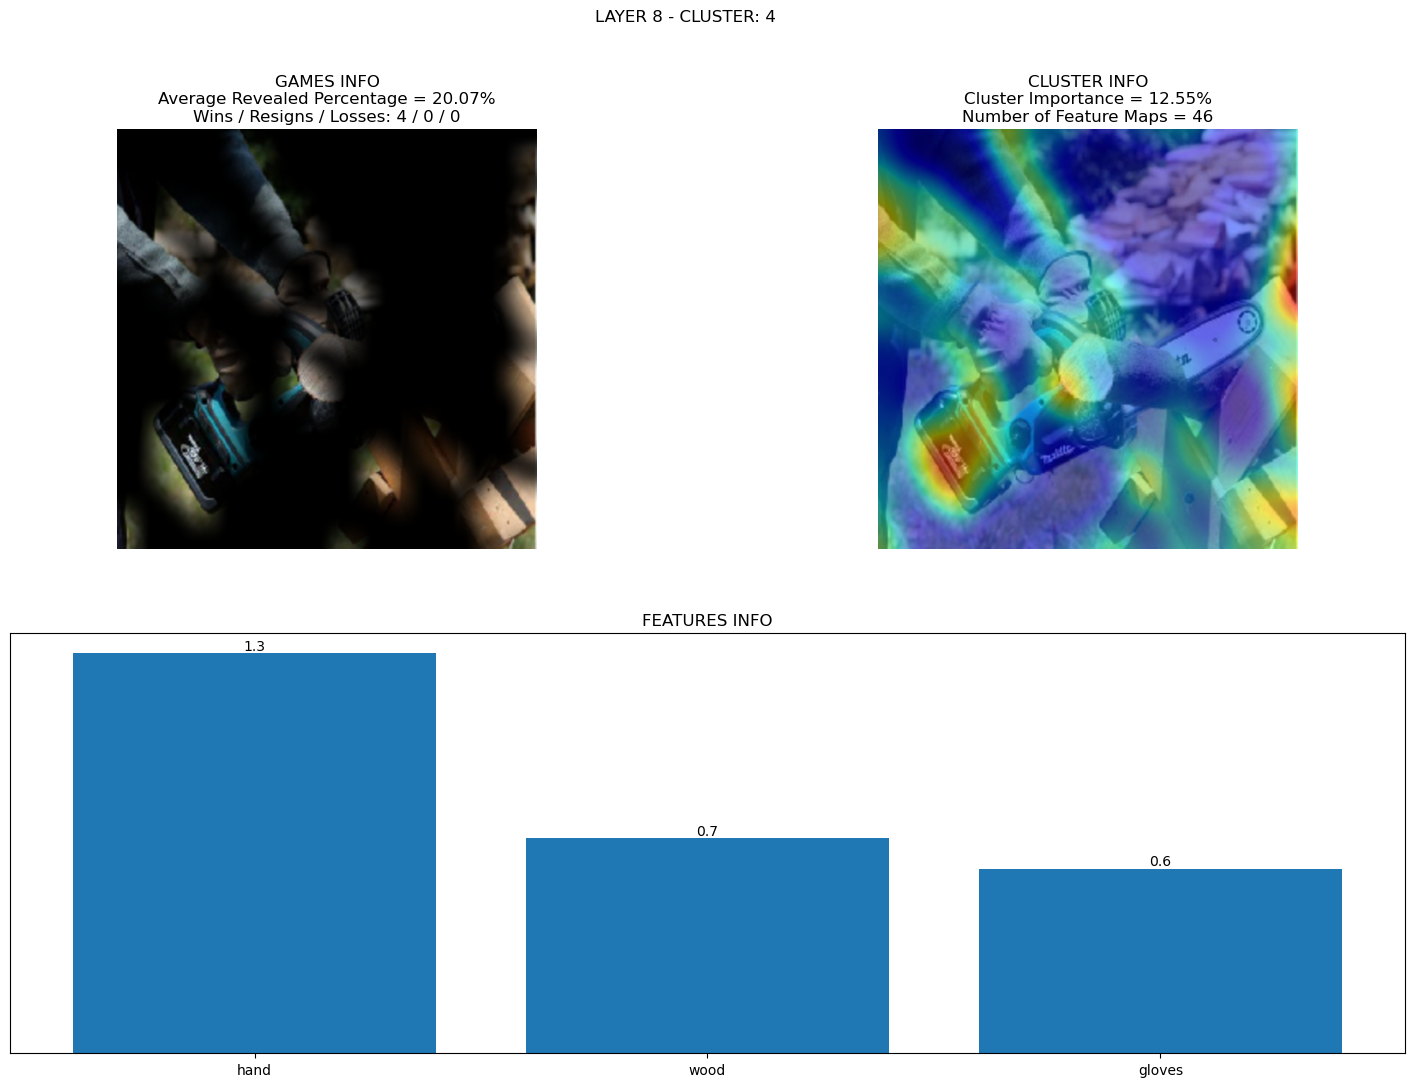 LAYER 8 - CLUSTER: 4
GAMES INFO
Average Revealed Percentage = 20.07%
Wins / Resigns / Losses: 4 / 0 / 0
CLUSTER INFO
Cluster Importance = 12.55%
Number of Feature Maps = 46
FEATURES INFO
1.3
0.7
0.6
hand
wood
gloves